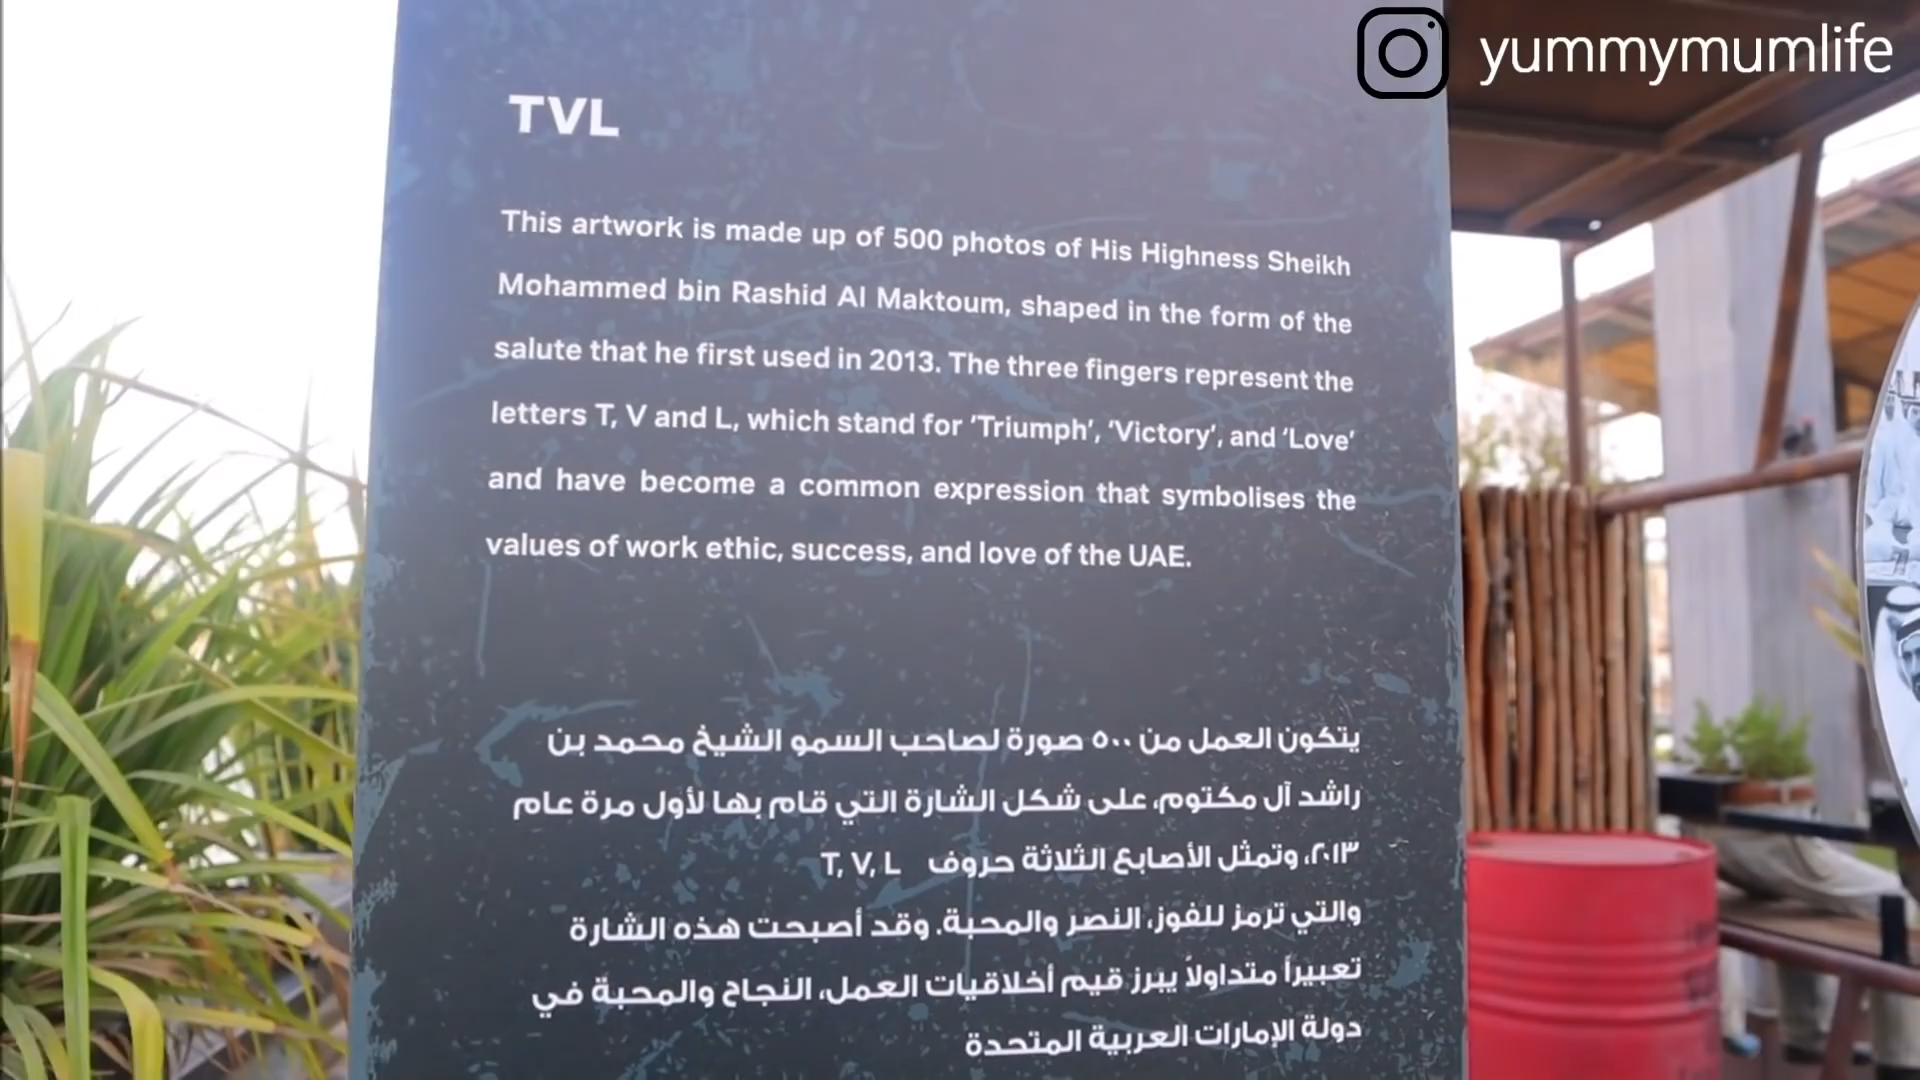 yummymumlife
TVL
This artwork is made up of 500 photos of His Highness Sheikh
Mohammed bin Rashid Al Maktoum, shaped in the form of the
salute that he first used in 2013. The three fingers represent the
letters T, V and L, which stand for ‘Triumph’, ‘Victory’, and ‘Love’
and have become a common expression that symbolises the
values of work ethic, success, and love of the UAE.
يتكون العمل من ٥٠٠ صورة لصاحب السمو الشيخ محمد بن
راشد آل مكتوم، على شكل الشارة التي قام بها لأول مرة عام
٢٠١٣، وتمثل الأصابع الثلاثة حروف T, V, L
والتي ترمز للفوز، النصر والمحبة. وقد أصبحت هذه الشارة
تعبيراً متداولاً يبرز قيم أخلاقيات العمل، النجاح والمحبة في
دولة الإمارات العربية المتحدة